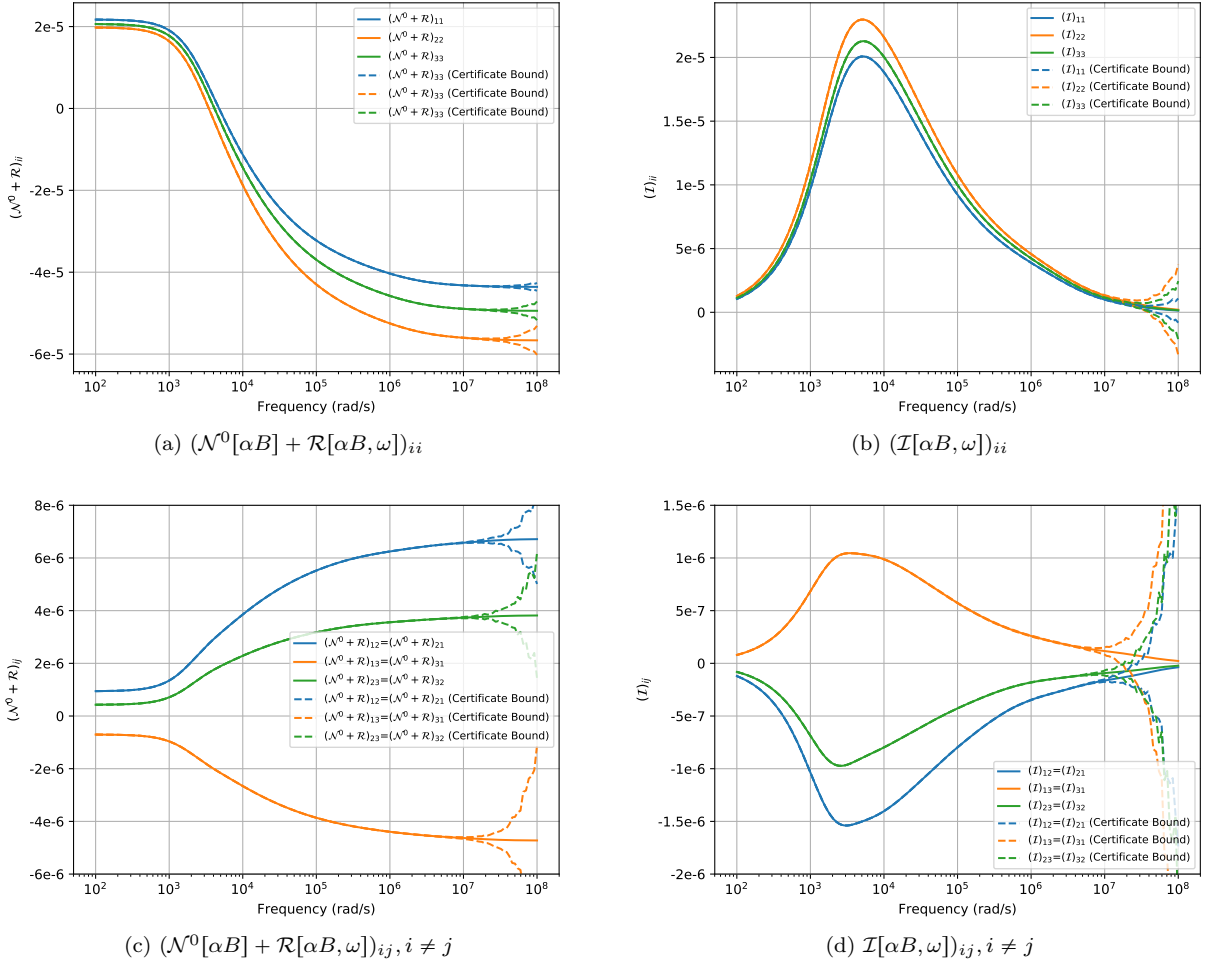 2e-5
0
-2e-5
-4e-5
-6e-5
(𝒩⁰ + ℛ)ᵢᵢ
(𝒩⁰ + ℛ)₁₁
(𝒩⁰ + ℛ)₂₂
(𝒩⁰ + ℛ)₃₃
(𝒩⁰ + ℛ)₃₃ (Certificate Bound)
(𝒩⁰ + ℛ)₃₃ (Certificate Bound)
(𝒩⁰ + ℛ)₃₃ (Certificate Bound)
10² 10³ 10⁴ 10⁵ 10⁶ 10⁷ 10⁸
Frequency (rad/s)
(a) (𝒩⁰[αB] + ℛ[αB, ω])ᵢᵢ
2e-5
1.5e-5
1e-5
5e-6
0
(ℐ)ᵢᵢ
(ℐ)₁₁
(ℐ)₂₂
(ℐ)₃₃
(ℐ)₁₁ (Certificate Bound)
(ℐ)₂₂ (Certificate Bound)
(ℐ)₃₃ (Certificate Bound)
10² 10³ 10⁴ 10⁵ 10⁶ 10⁷ 10⁸
Frequency (rad/s)
(b) (ℐ[αB, ω])ᵢᵢ
8e-6
6e-6
4e-6
2e-6
0
-2e-6
-4e-6
-6e-6
(𝒩⁰ + ℛ)ᵢⱼ
(𝒩⁰ + ℛ)₁₂=(𝒩⁰ + ℛ)₂₁
(𝒩⁰ + ℛ)₁₃=(𝒩⁰ + ℛ)₃₁
(𝒩⁰ + ℛ)₂₃=(𝒩⁰ + ℛ)₃₂
(𝒩⁰ + ℛ)₁₂=(𝒩⁰ + ℛ)₂₁ (Certificate Bound)
(𝒩⁰ + ℛ)₁₃=(𝒩⁰ + ℛ)₃₁ (Certificate Bound)
(𝒩⁰ + ℛ)₂₃=(𝒩⁰ + ℛ)₃₂ (Certificate Bound)
10² 10³ 10⁴ 10⁵ 10⁶ 10⁷ 10⁸
Frequency (rad/s)
(c) (𝒩⁰[αB] + ℛ[αB, ω])ᵢⱼ, i ≠ j
1.5e-6
1e-6
5e-7
0
-5e-7
-1e-6
-1.5e-6
-2e-6
(ℐ)ᵢⱼ
(ℐ)₁₂=(ℐ)₂₁
(ℐ)₁₃=(ℐ)₃₁
(ℐ)₂₃=(ℐ)₃₂
(ℐ)₁₂=(ℐ)₂₁ (Certificate Bound)
(ℐ)₁₃=(ℐ)₃₁ (Certificate Bound)
(ℐ)₂₃=(ℐ)₃₂ (Certificate Bound)
10² 10³ 10⁴ 10⁵ 10⁶ 10⁷ 10⁸
Frequency (rad/s)
(d) ℐ[αB, ω])ᵢⱼ, i ≠ j